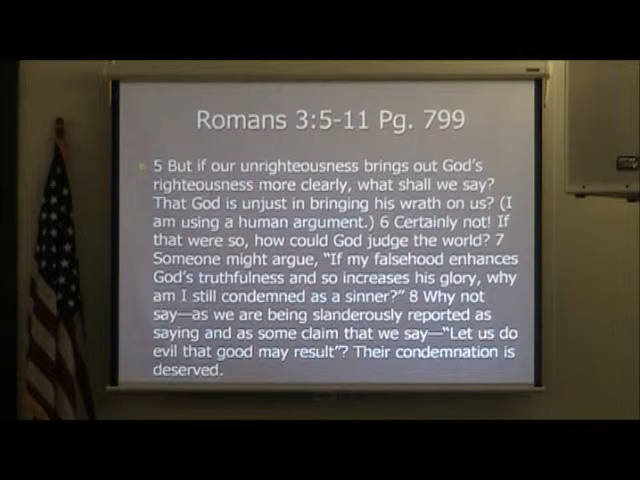 Romans 3:5-11 Pg. 799
5 But if our unrighteousness brings out God's
righteousness more clearly, what shall we say?
That God is unjust in bringing his wrath on us? (I
am using a human argument.) 6 Certainly not! If
that were so, how could God judge the world? 7
Someone might argue, "If my falsehood enhances
God's truthfulness and so increases his glory, why
am I still condemned as a sinner?" 8 Why not
say—as we are being slanderously reported as
saying and as some claim that we say—"Let us do
evil that good may result"? Their condemnation is
deserved.